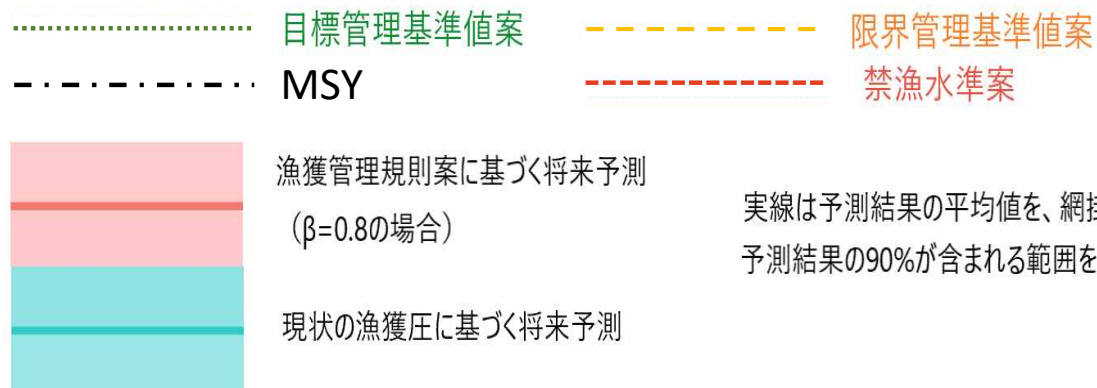 目標管理基準値案
限界管理基準値案
MSY
禁漁水準案
漁獲管理規則案に基づく将来予測
（β=0.8の場合）
実線は予測結果の平均値を、網
予測結果の90%が含まれる範囲を
現状の漁獲圧に基づく将来予測